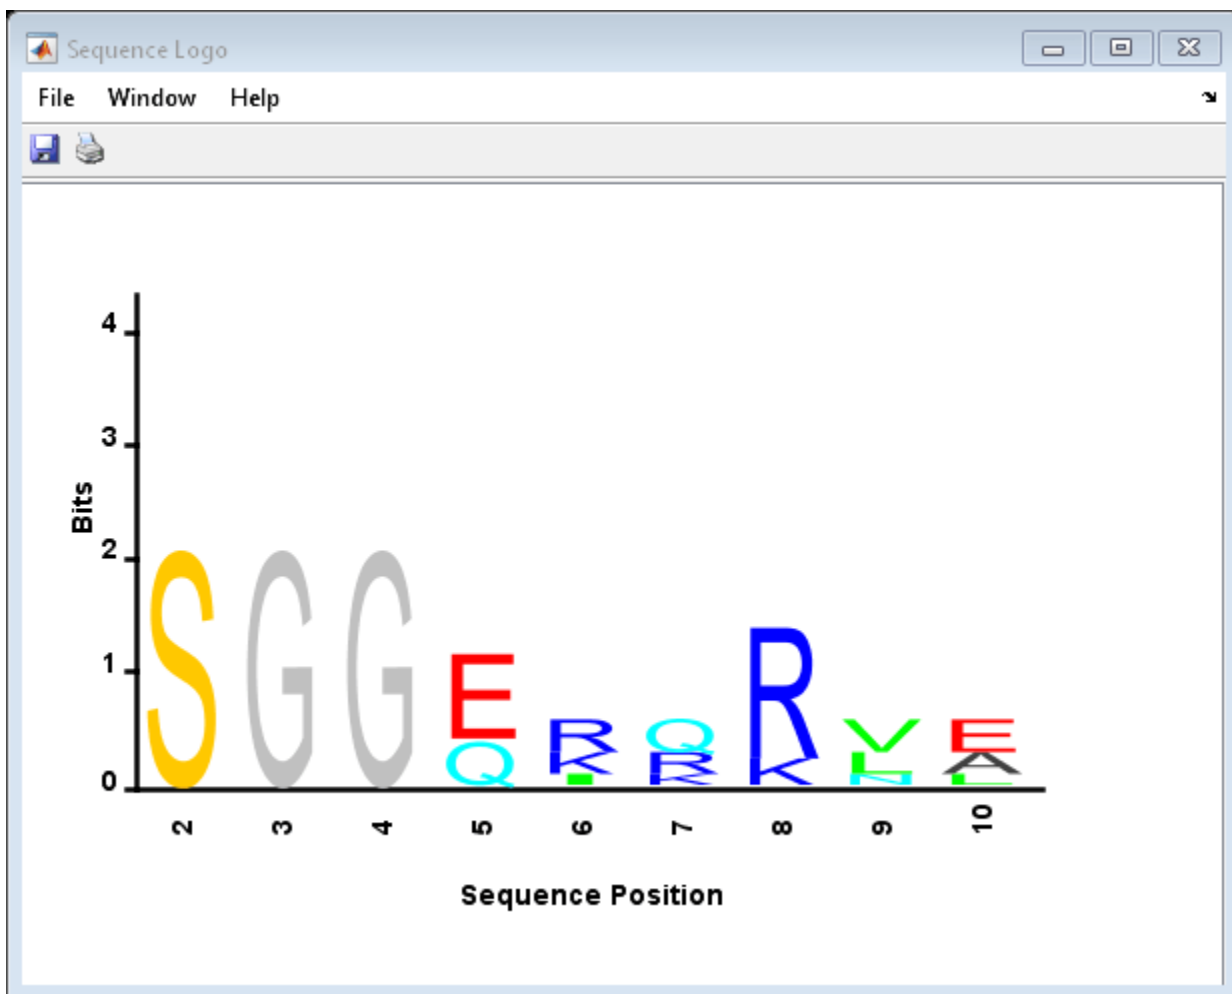 Sequence Logo
File Window Help
4
3
2
1
0
Bits
S G G E Q R K I Q R K R K V L N E A L
2 3 4 5 6 7 8 9 10
Sequence Position